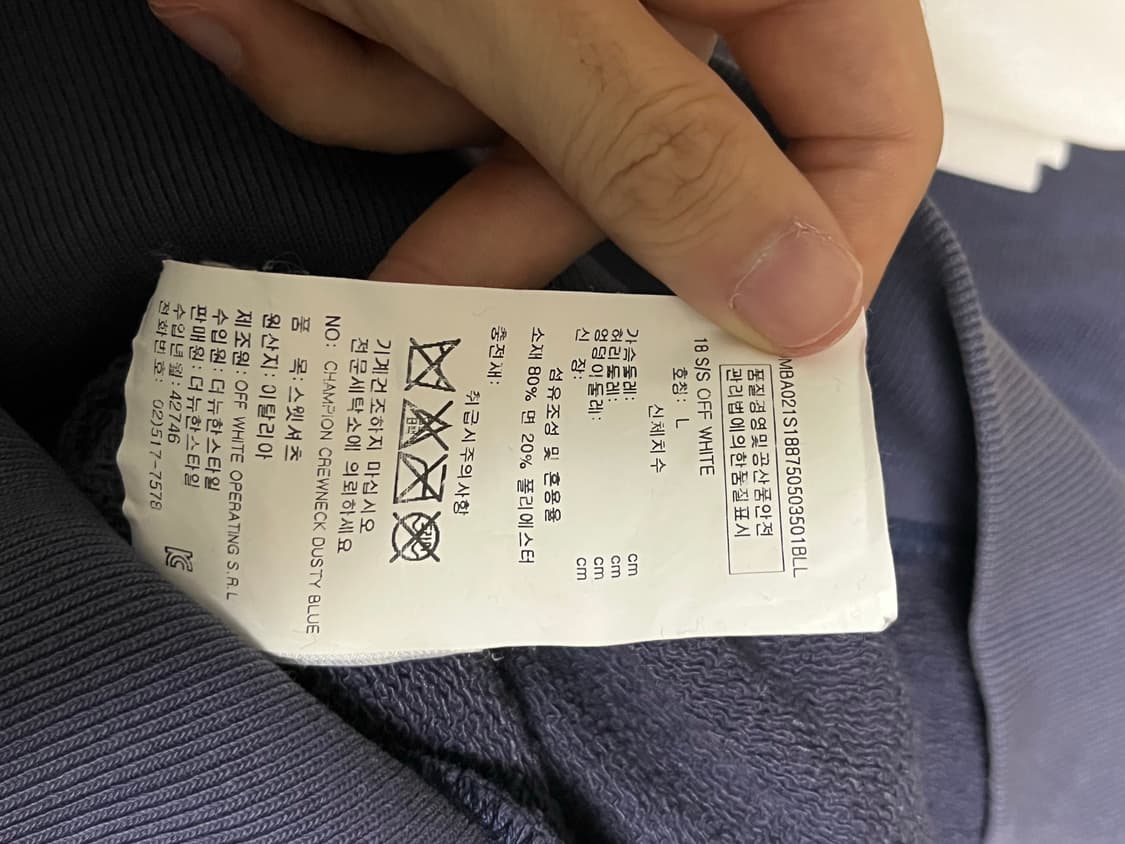 MBA021S1887505035​01BLL
품질경영및공산품안전
관리법에의한품질표시
18 S/S OFF WHITE
호칭: L
신체치수
가슴둘레: cm
허리둘레: cm
엉덩이둘레: cm
신 장: cm
섬유조성 및 혼용율
소재 80% 면 20% 폴리에스터
충전재:
취급시주의사항
기계건조하지 마십시오
전문세탁소에 의뢰하세요
NO: CHAMPION CREWNECK DUSTY BLUE
품 목: 스웻셔츠
원산지: 이탈리아
제조원: OFF WHITE OPERATING S.R.L
수입원: 더뉴한스타일
판매원: 더뉴한스타일
수입년월: 42746
전화번호: 02)517-7578